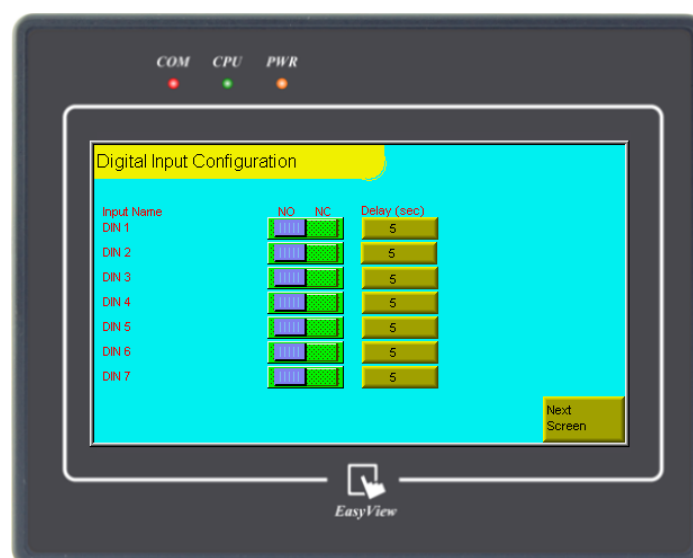 COM CPU PWR
Digital Input Configuration
Input Name NO NC Delay (sec)
DIN 1 5
DIN 2 5
DIN 3 5
DIN 4 5
DIN 5 5
DIN 6 5
DIN 7 5
Next
Screen
EasyView